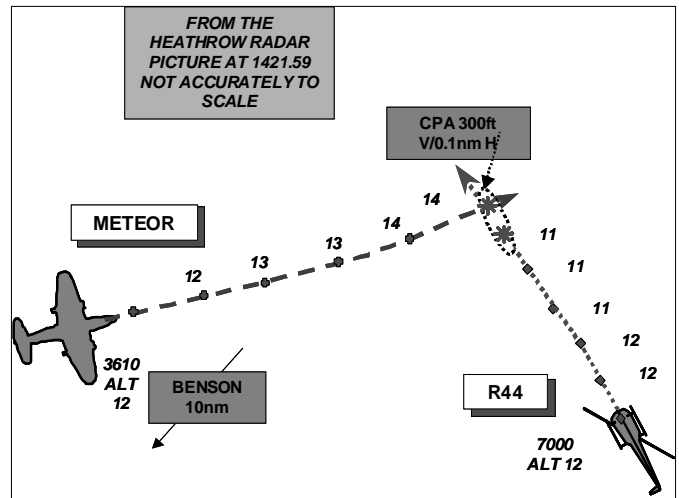 FROM THE
HEATHROW RADAR
PICTURE AT 1421.59
NOT ACCURATELY TO
SCALE
CPA 300ft
V/0.1nm H
METEOR
14
14
13
13
12
3610
ALT
12
BENSON
10nm
11
11
11
12
12
R44
7000
ALT 12